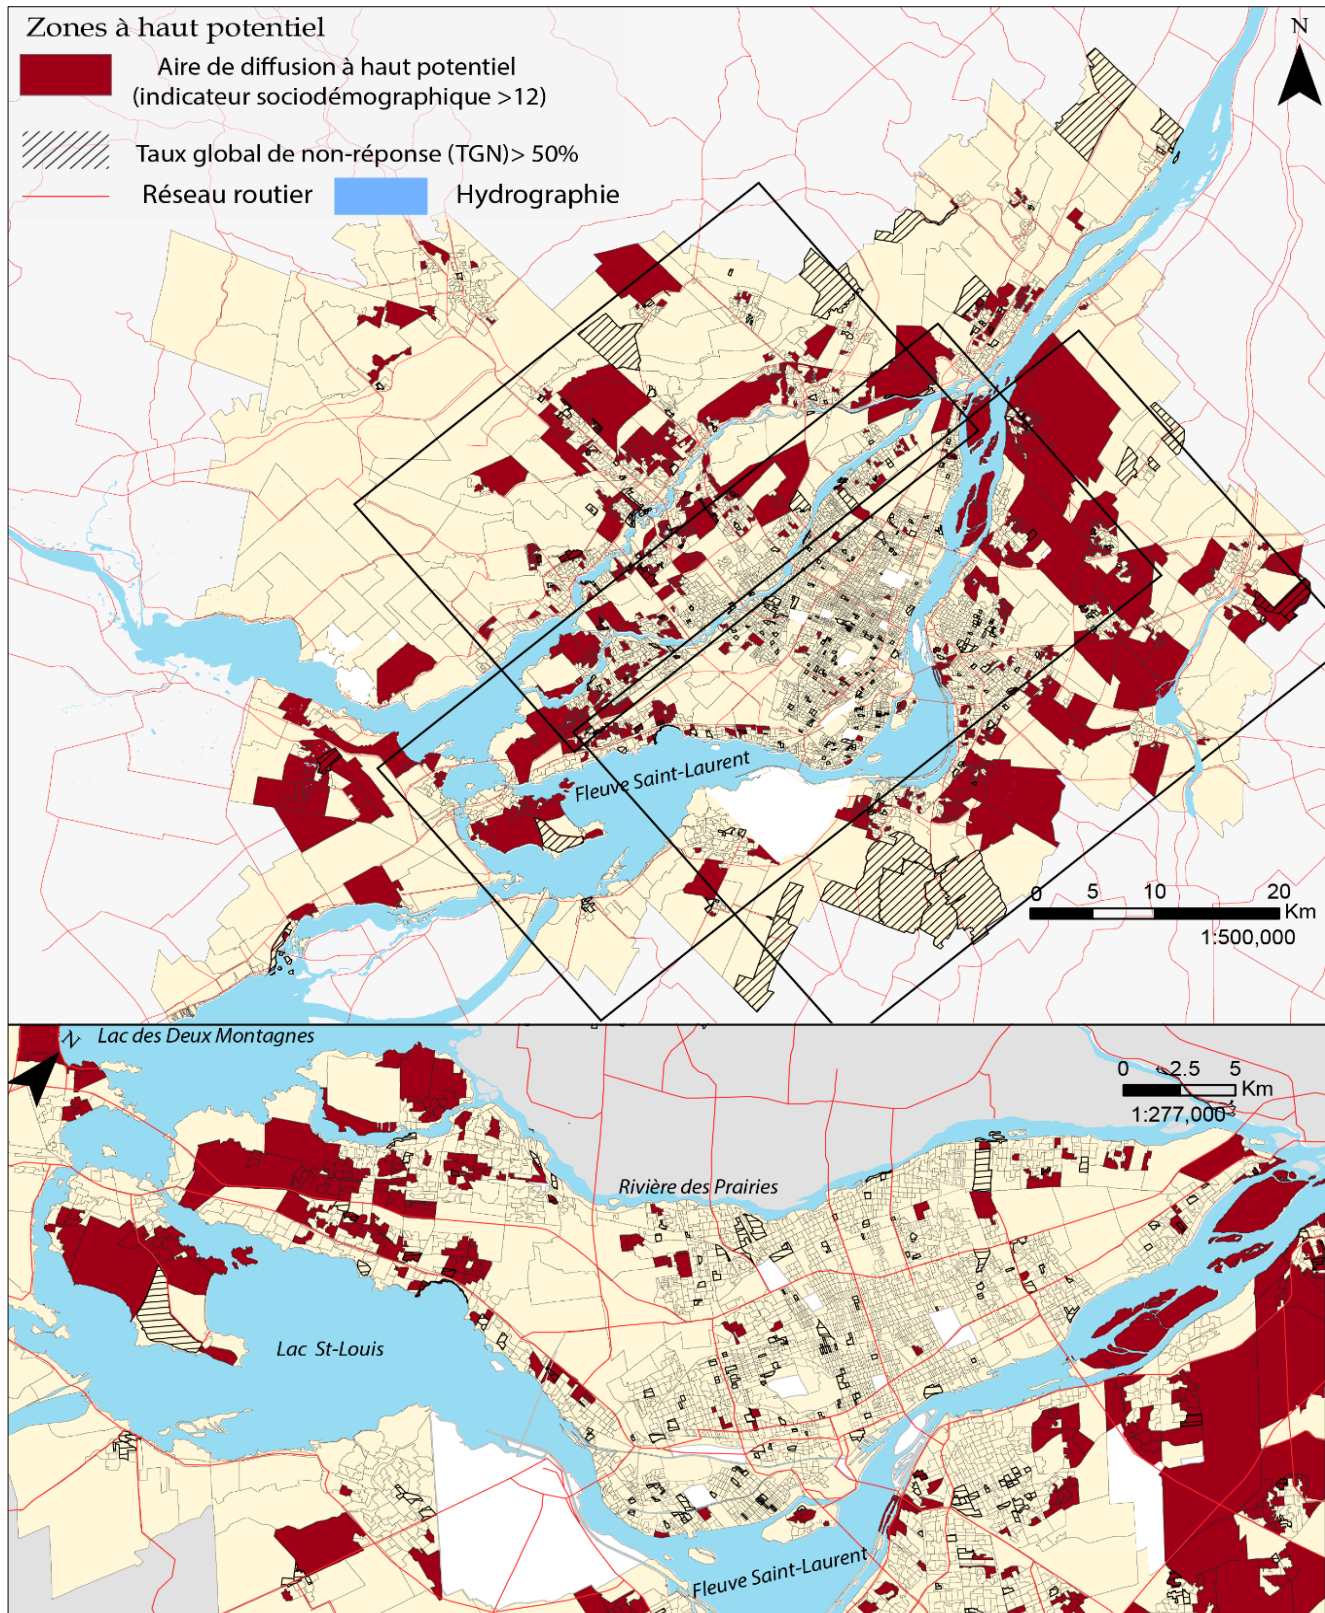 Zones à haut potentiel
N
Aire de diffusion à haut potentiel
(indicateur sociodémographique >12)
Taux global de non-réponse (TGN)> 50%
Réseau routier
Hydrographie
Fleuve Saint-Laurent
0 5 10 20
Km
1:500,000
Lac des Deux Montagnes
N
0 2.5 5
Km
1:277,000
Rivière des Prairies
Lac St-Louis
Fleuve Saint-Laurent